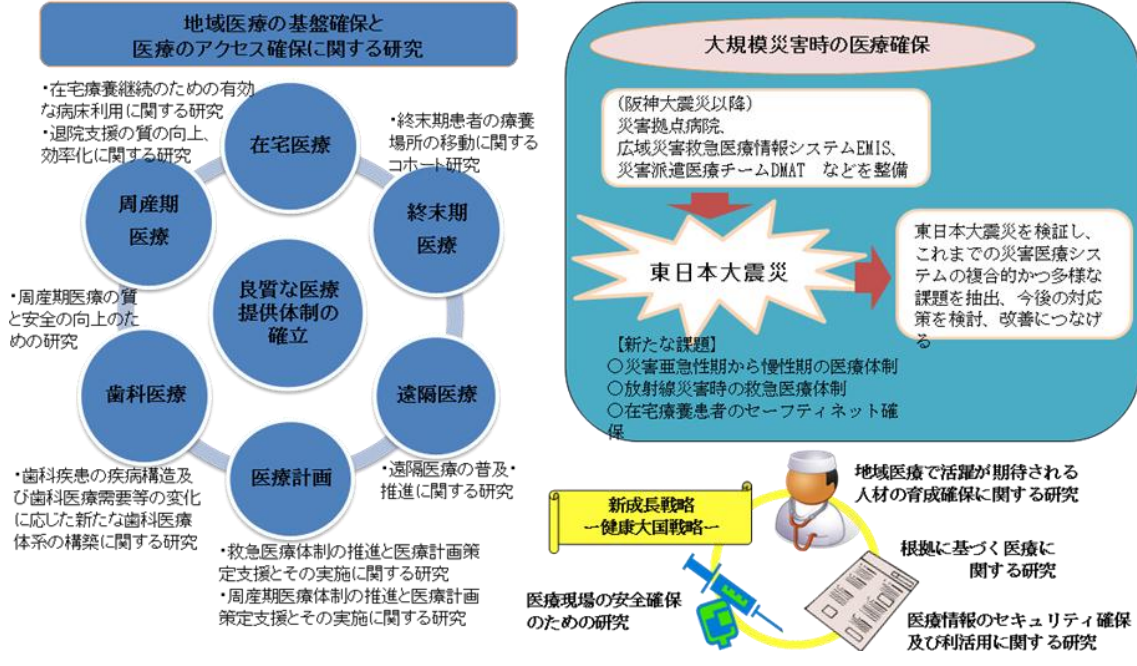 地域医療の基盤確保と
医療のアクセス確保に関する研究
・在宅療養継続のための有効
な病床利用に関する研究
・退院支援の質の向上、
効率化に関する研究
在宅医療
・終末期患者の療養
場所の移動に関する
コホート研究
周産期
医療
終末期
医療
良質な医療
提供体制の
確立
・周産期医療の質
と安全の向上のた
めの研究
歯科医療
遠隔医療
医療計画
・歯科疾患の疾病構造及
び歯科医療需要等の変化
に応じた新たな歯科医療
体系の構築に関する研究
・遠隔医療の普及・
推進に関する研究
・救急医療体制の推進と医療計画策
定支援とその実施に関する研究
・周産期医療体制の推進と医療計画
策定支援とその実施に関する研究
大規模災害時の医療確保
(阪神大震災以降)
災害拠点病院、
広域災害救急医療情報システムEMIS、
災害派遣医療チームDMAT などを整備
東日本大震災
東日本大震災を検証し、
これまでの災害医療シス
テムの複合的かつ多様な
課題を抽出、今後の対応
策を検討、改善につなげ
る
【新たな課題】
○災害亜急性期から慢性期の医療体制
○放射線災害時の救急医療体制
○在宅療養患者のセーフティネット確
保
新成長戦略
ー健康大国戦略ー
地域医療で活躍が期待される
人材の育成確保に関する研究
根拠に基づく医療に
関する研究
医療現場の安全確保
のための研究
医療情報のセキュリティ確保
及び利活用に関する研究